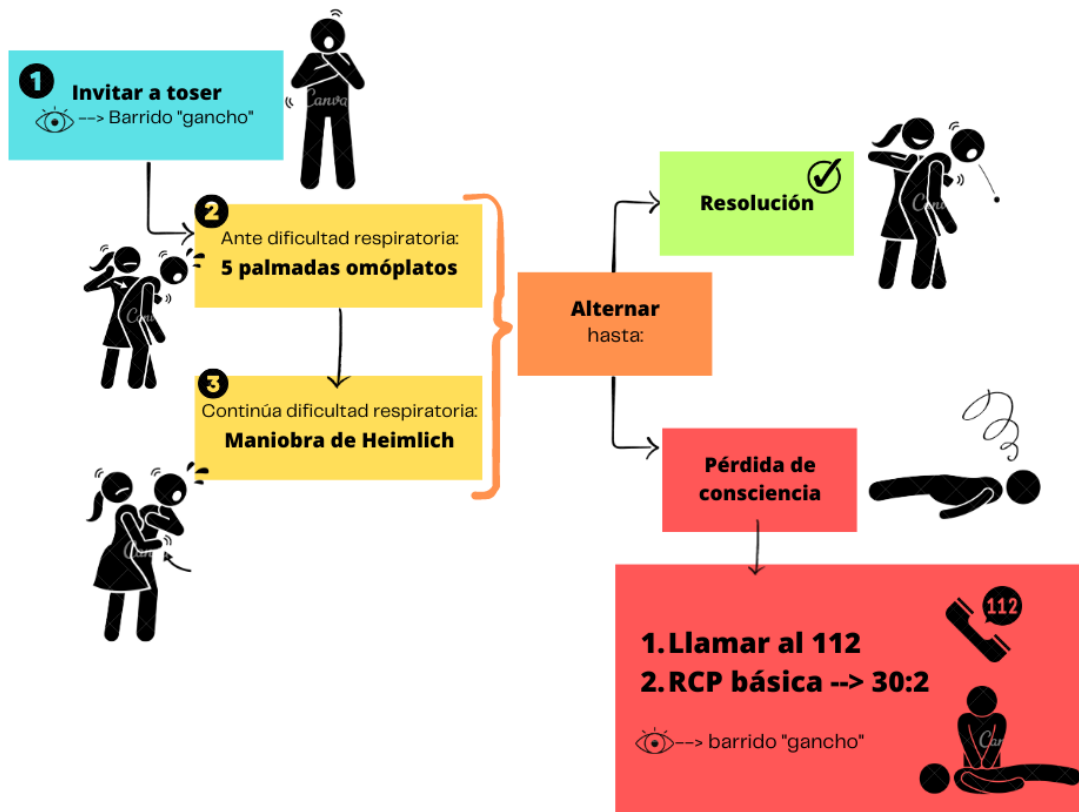 1
Invitar a toser
--> Barrido "gancho"
Canva
2
Ante dificultad respiratoria:
5 palmadas omóplatos
3
Continúa dificultad respiratoria:
Maniobra de Heimlich
Alternar
hasta:
Resolución
Pérdida de
consciencia
112
1. Llamar al 112
2. RCP básica --> 30:2
--> barrido "gancho"